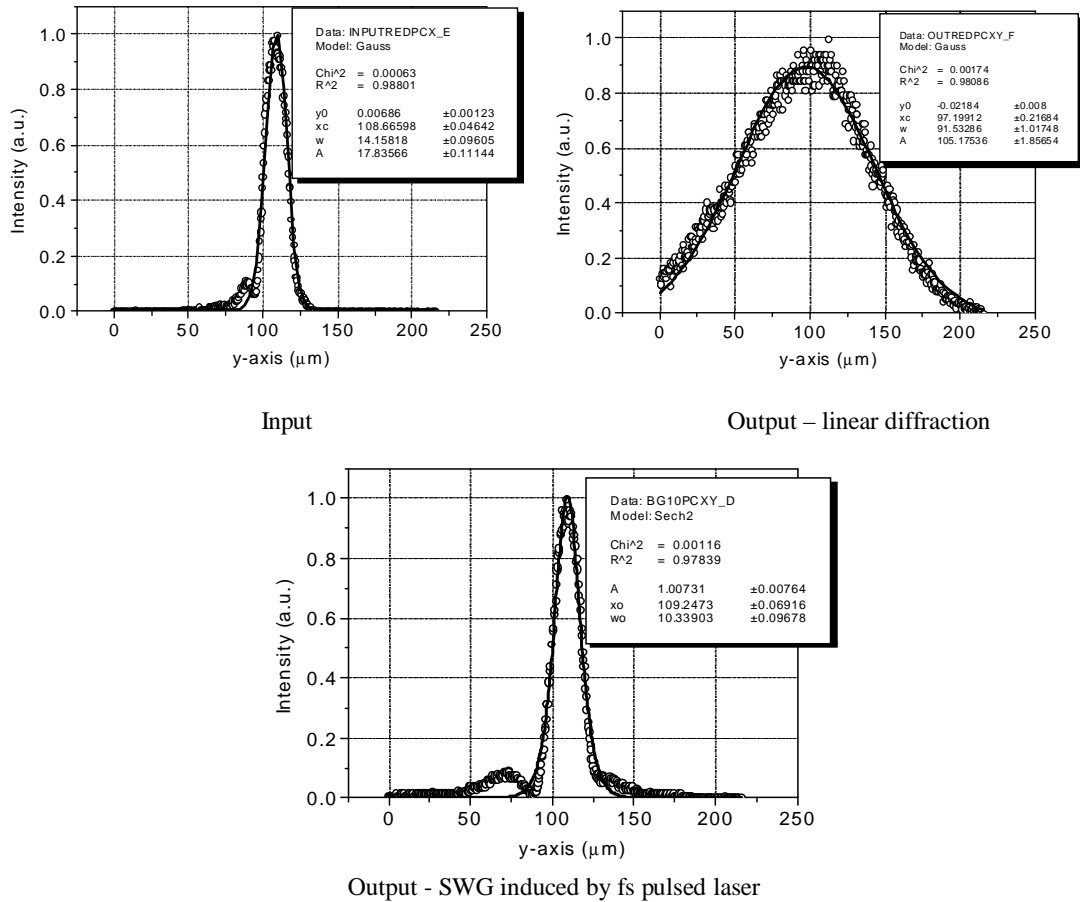 Data: INPUTREDPCX_E
Model: Gauss
Chi^2 = 0.00063
R^2 = 0.98801
y0 0.00686 ±0.00123
xc 108.66598 ±0.04642
w 14.15818 ±0.09605
A 17.83566 ±0.11144
Intensity (a.u.)
1.0
0.8
0.6
0.4
0.2
0.0
0 50 100 150 200 250
y-axis (μm)
Input
Data: OUTREDPCXY_F
Model: Gauss
Chi^2 = 0.00174
R^2 = 0.98086
y0 -0.02184 ±0.008
xc 97.19912 ±0.21684
w 91.53286 ±1.01748
A 105.17536 ±1.85654
Intensity (a.u.)
1.0
0.8
0.6
0.4
0.2
0.0
0 50 100 150 200 250
y-axis (μm)
Output – linear diffraction
Data: BG10PCXY_D
Model: Sech2
Chi^2 = 0.00116
R^2 = 0.97839
A 1.00731 ±0.00764
xo 109.2473 ±0.06916
wo 10.33903 ±0.09678
Intensity (a.u.)
1.0
0.8
0.6
0.4
0.2
0.0
0 50 100 150 200 250
y-axis (μm)
Output - SWG induced by fs pulsed laser